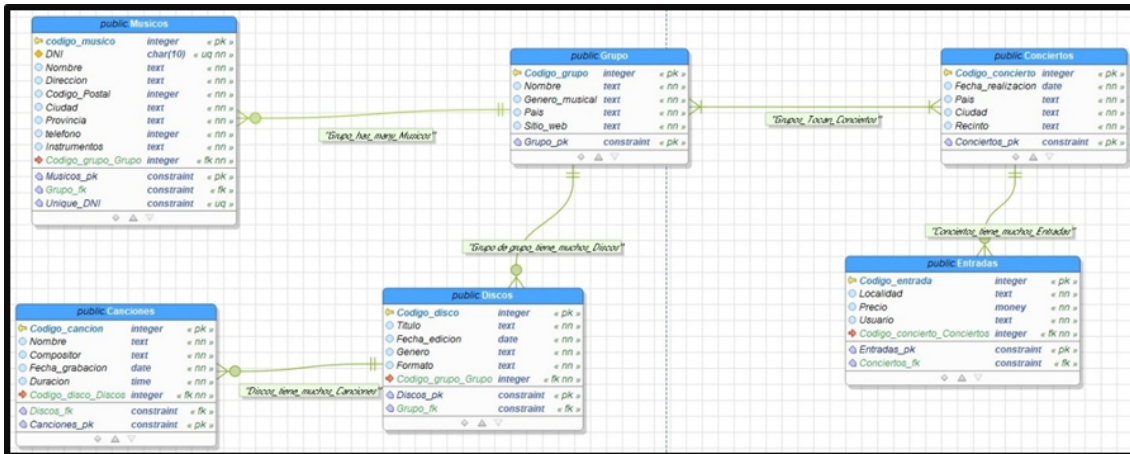 public.Musicos
codigo_musico integer « pk »
DNI char(10) « uq nn »
Nombre text « nn »
Direccion text « nn »
Codigo_Postal integer « nn »
Ciudad text « nn »
Provincia text « nn »
telefono integer « nn »
Instrumentos text « nn »
Codigo_grupo_Grupo integer « fk nn »
Musicos_pk constraint « pk »
Grupo_fk constraint « fk »
Unique_DNI constraint « uq »
"Grupo_has_many_Musicos"
public.Grupo
Codigo_grupo integer « pk »
Nombre text « nn »
Genero_musical text « nn »
Pais text « nn »
Sitio_web text « nn »
Grupo_pk constraint « pk »
"Grupos_Tocan_Conciertos"
public.Conciertos
Codigo_concierto integer « pk »
Fecha_realizacion date « nn »
Pais text « nn »
Ciudad text « nn »
Recinto text « nn »
Conciertos_pk constraint « pk »
"Grupo de grupo_tiene_muchos_Discos"
"Conciertos_tiene_muchos_Entradas"
public.Entradas
Codigo_entrada integer « pk »
Localidad text « nn »
Precio money « nn »
Usuario text « nn »
Codigo_concierto_Conciertos integer « fk nn »
Entradas_pk constraint « pk »
Conciertos_fk constraint « fk »
public.Discos
Codigo_disco integer « pk »
Titulo text « nn »
Fecha_edicion date « nn »
Genero text « nn »
Formato text « nn »
Codigo_grupo_Grupo integer « fk nn »
Discos_pk constraint « pk »
Grupo_fk constraint « fk »
public.Canciones
Codigo_cancion integer « pk »
Nombre text « nn »
Compositor text « nn »
Fecha_grabacion date « nn »
Duracion time « nn »
Codigo_disco_Discos integer « fk nn »
Discos_fk constraint « fk »
Canciones_pk constraint « pk »
"Discos_tiene_muchos_Canciones"